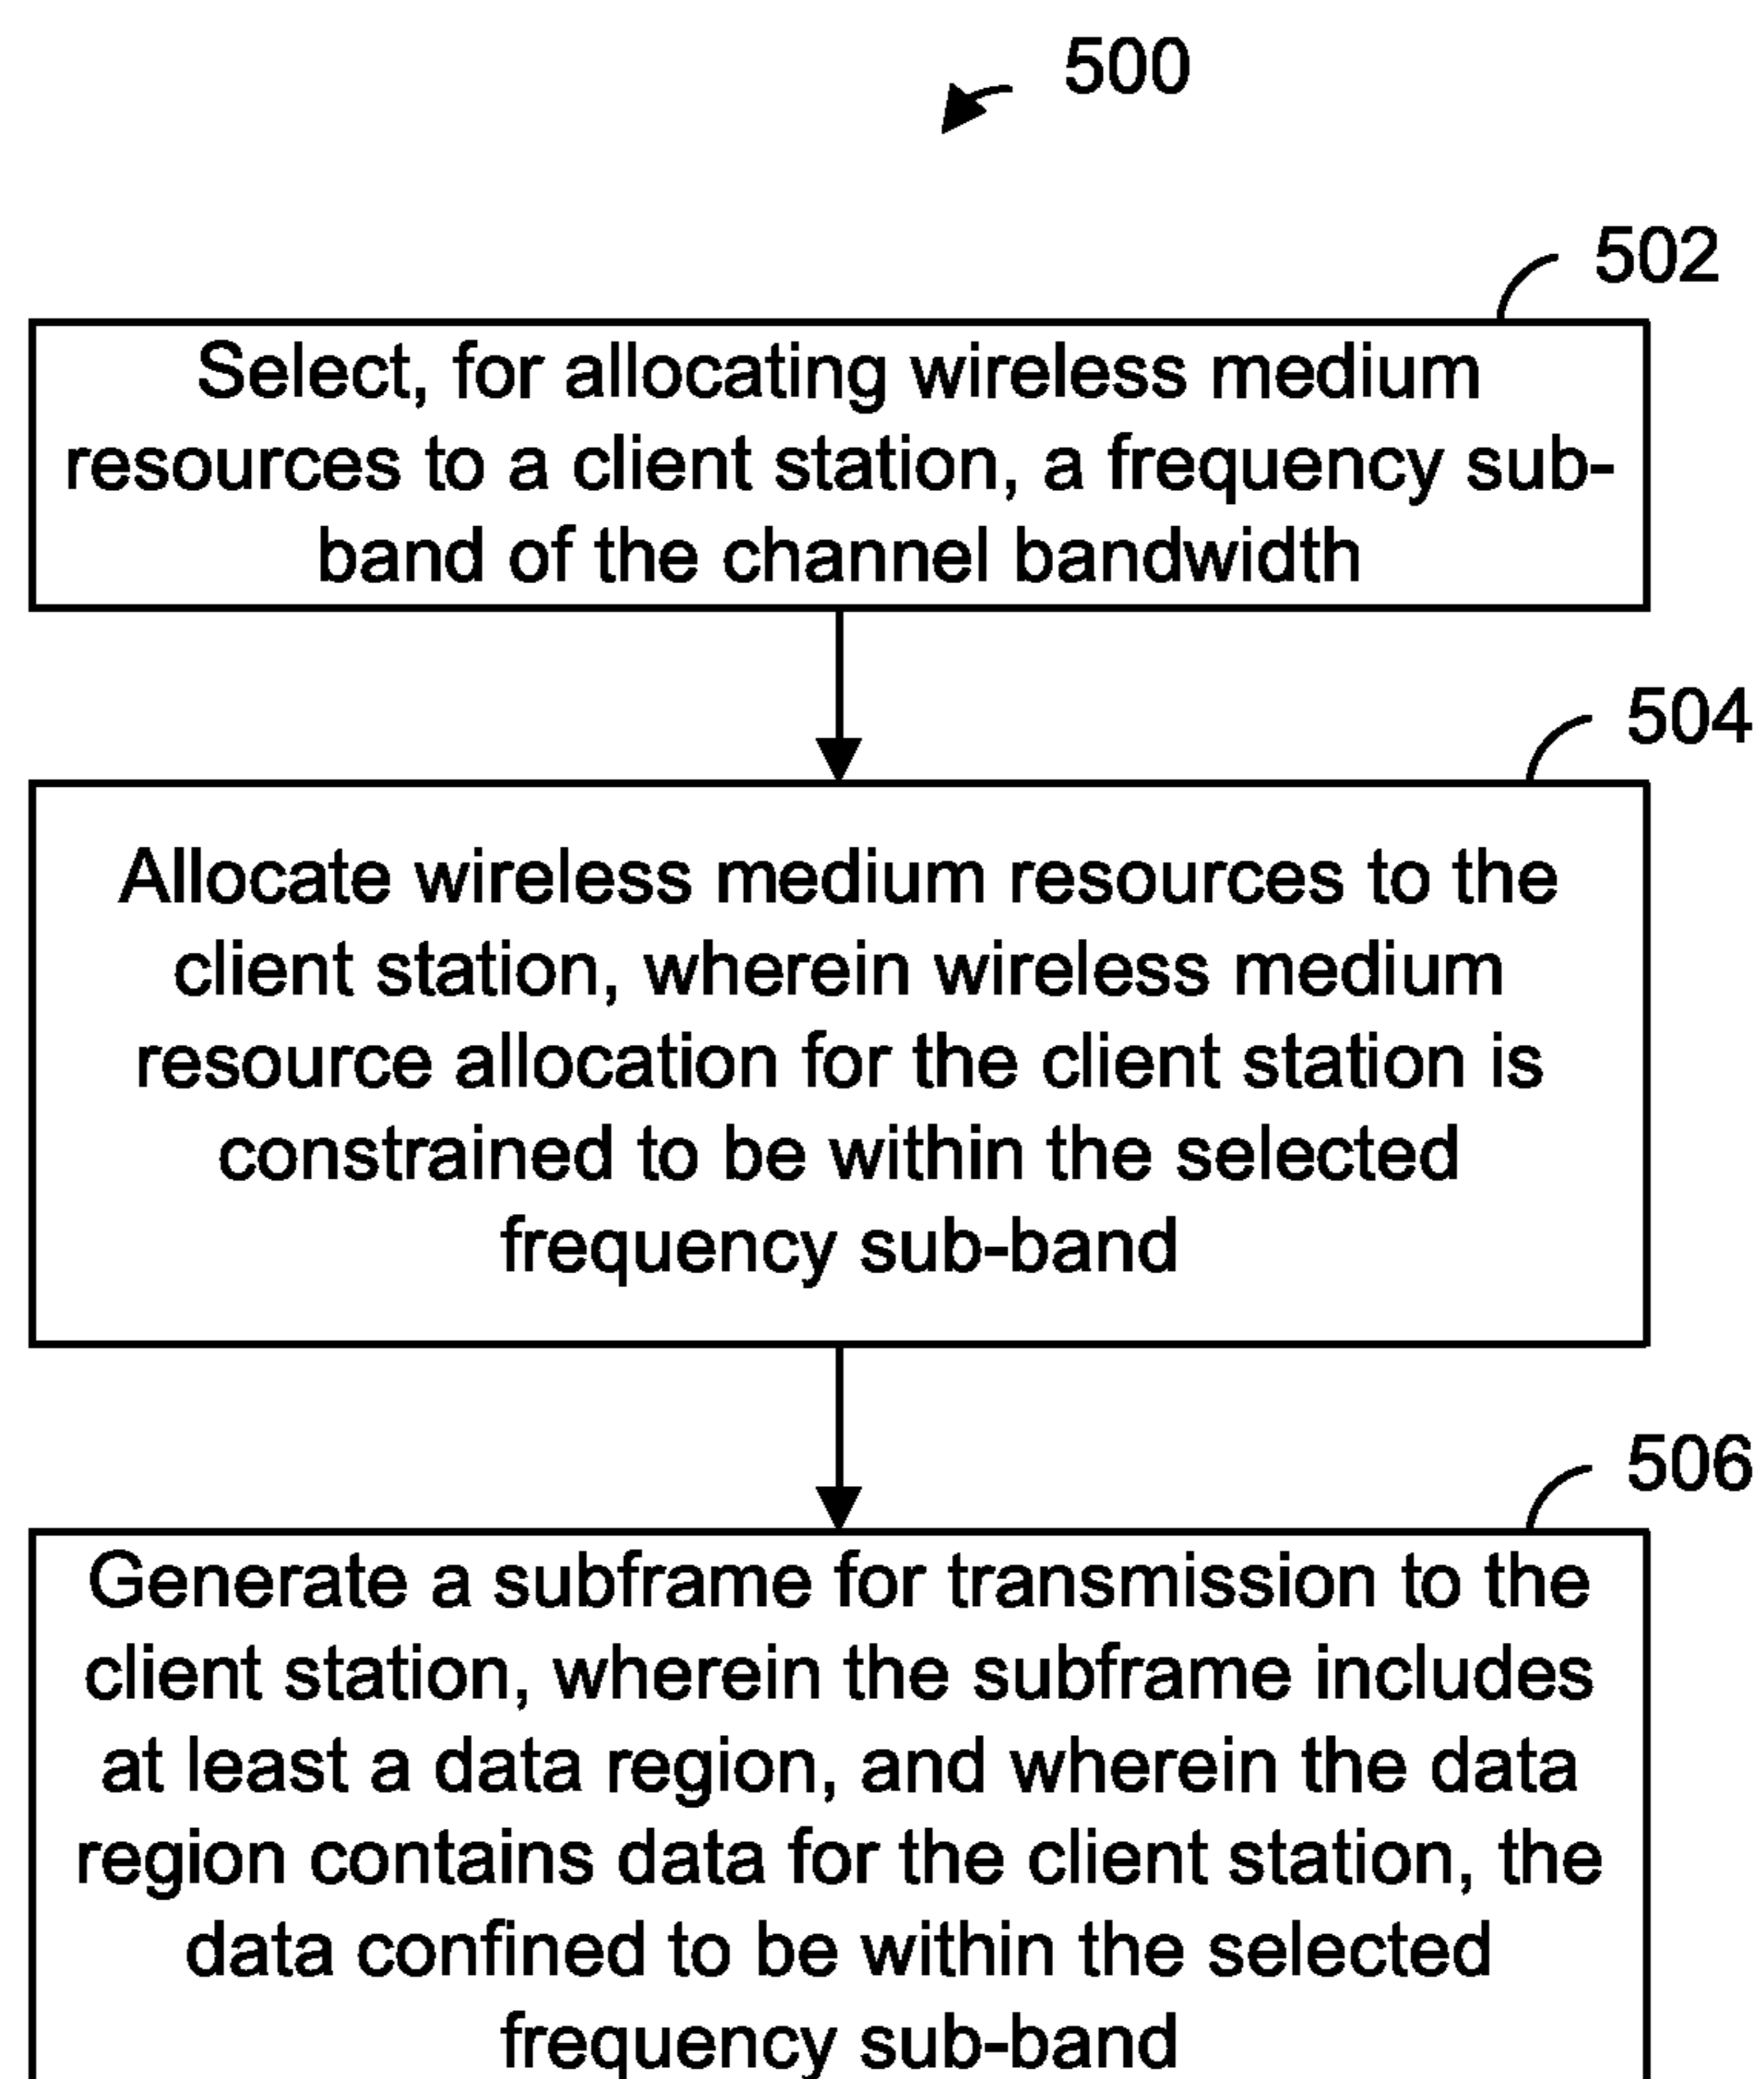 500
502
Select, for allocating wireless medium
resources to a client station, a frequency sub-
band of the channel bandwidth
504
Allocate wireless medium resources to the
client station, wherein wireless medium
resource allocation for the client station is
constrained to be within the selected
frequency sub-band
506
Generate a subframe for transmission to the
client station, wherein the subframe includes
at least a data region, and wherein the data
region contains data for the client station, the
data confined to be within the selected
frequency sub-band